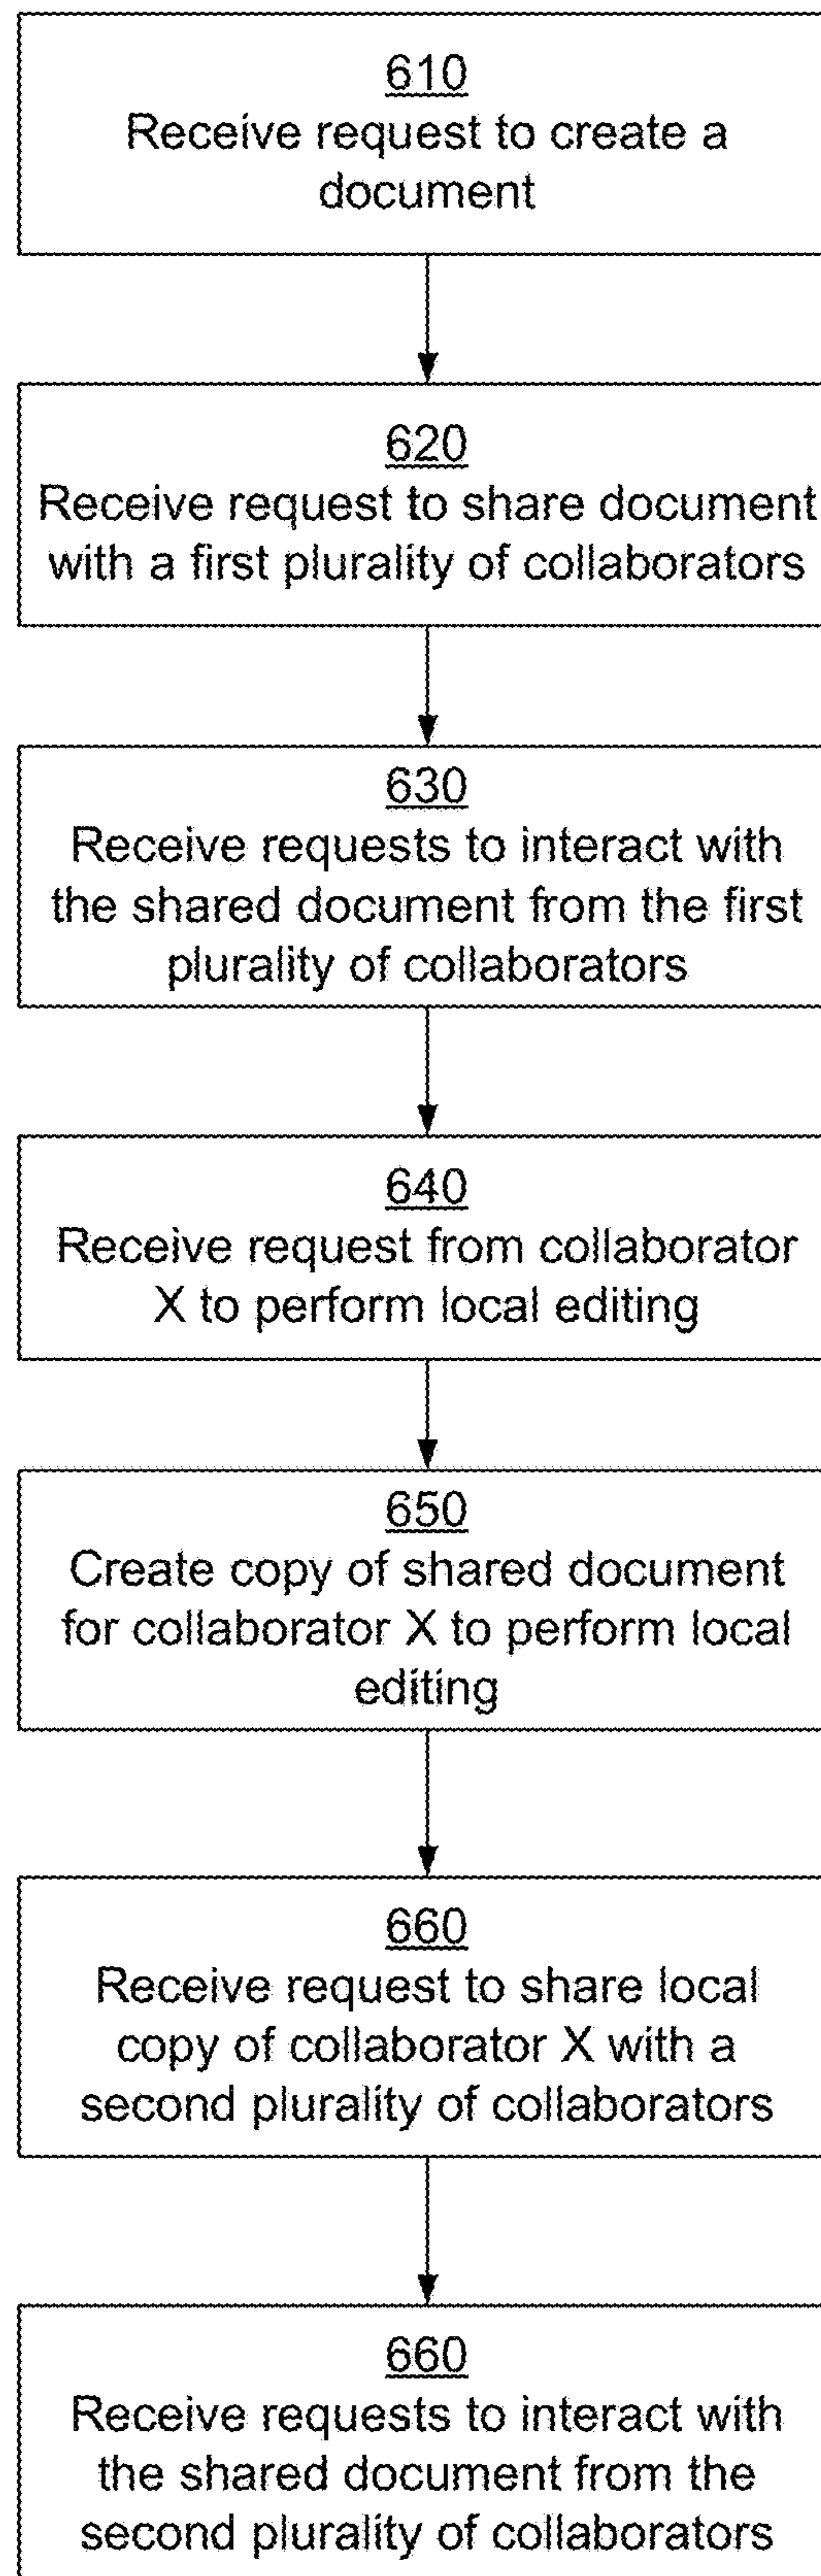 610
Receive request to create a
document
620
Receive request to share document
with a first plurality of collaborators
630
Receive requests to interact with
the shared document from the first
plurality of collaborators
640
Receive request from collaborator
X to perform local editing
650
Create copy of shared document
for collaborator X to perform local
editing
660
Receive request to share local
copy of collaborator X with a
second plurality of collaborators
660
Receive requests to interact with
the shared document from the
second plurality of collaborators